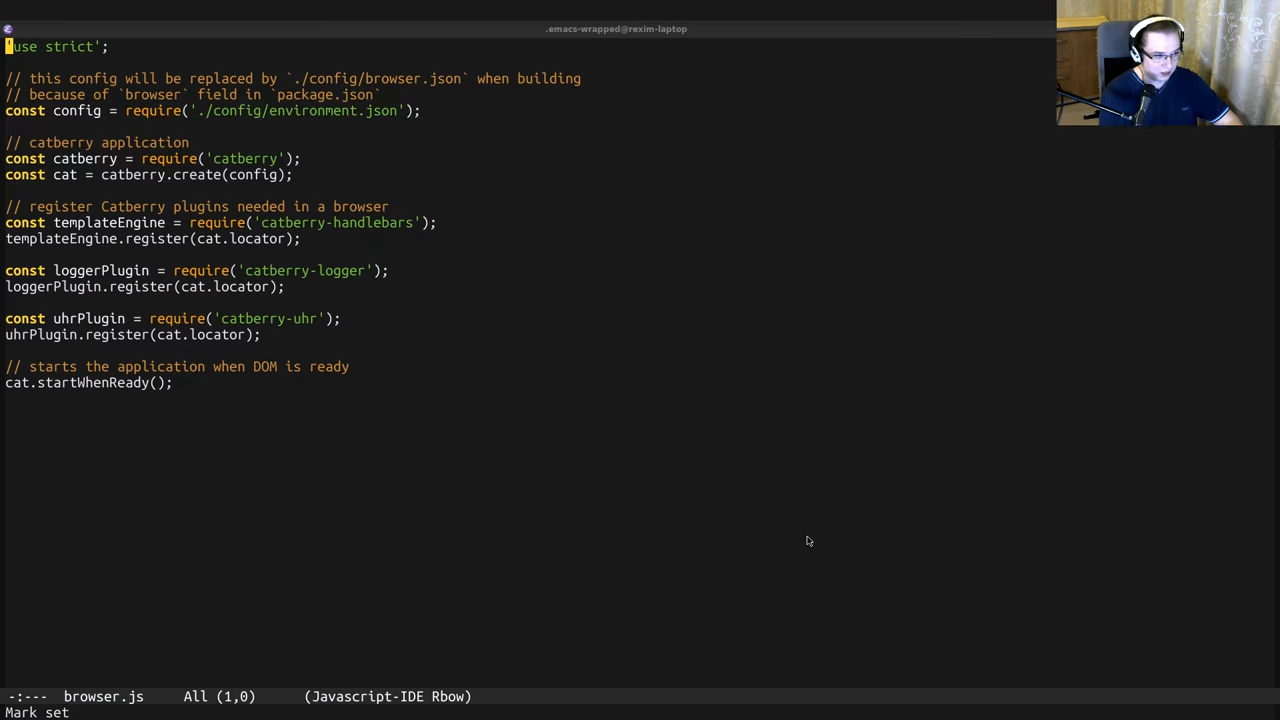 .emacs-wrapped@rexim-laptop
'use strict';
// this config will be replaced by `./config/browser.json` when building
// because of `browser` field in `package.json`
const config = require('./config/environment.json');
// catberry application
const catberry = require('catberry');
const cat = catberry.create(config);
// register Catberry plugins needed in a browser
const templateEngine = require('catberry-handlebars');
templateEngine.register(cat.locator);
const loggerPlugin = require('catberry-logger');
loggerPlugin.register(cat.locator);
const uhrPlugin = require('catberry-uhr');
uhrPlugin.register(cat.locator);
// starts the application when DOM is ready
cat.startWhenReady();
-:--- browser.js All (1,0) (Javascript-IDE Rbow)
Mark set